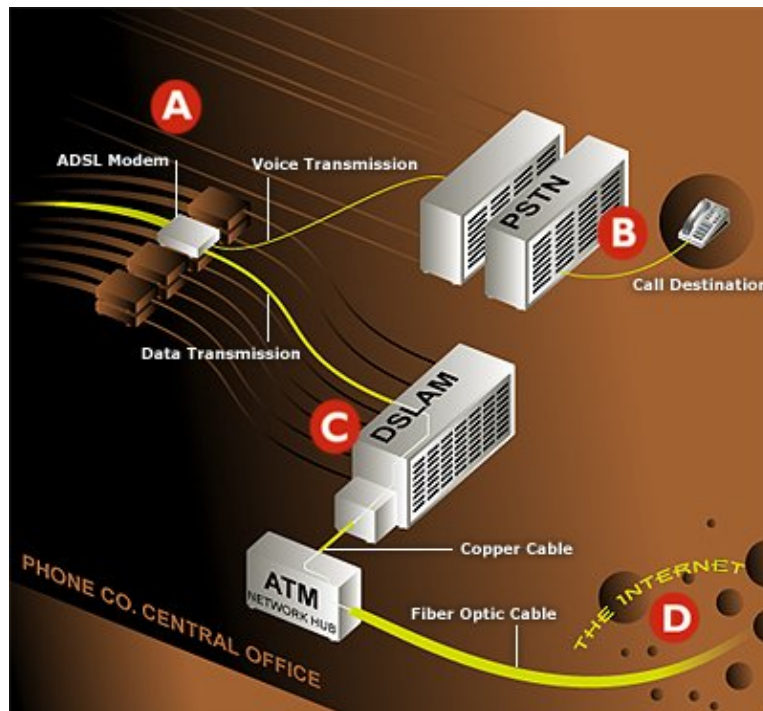 A
ADSL Modem
Voice Transmission
PSTN
B
Call Destination
Data Transmission
C
DSLAM
Copper Cable
ATM
NETWORK HUB
Fiber Optic Cable
THE INTERNET
D
PHONE CO. CENTRAL OFFICE